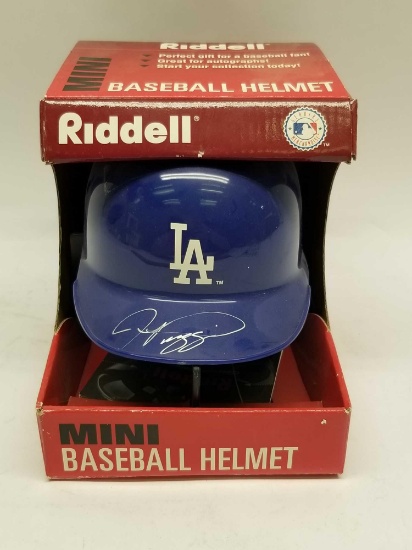 Riddell®
Perfect gift for a baseball fan!
Great for autographs!
Start your collection today!
MINI
BASEBALL HELMET
Riddell®
LA
™
MINI
BASEBALL HELMET